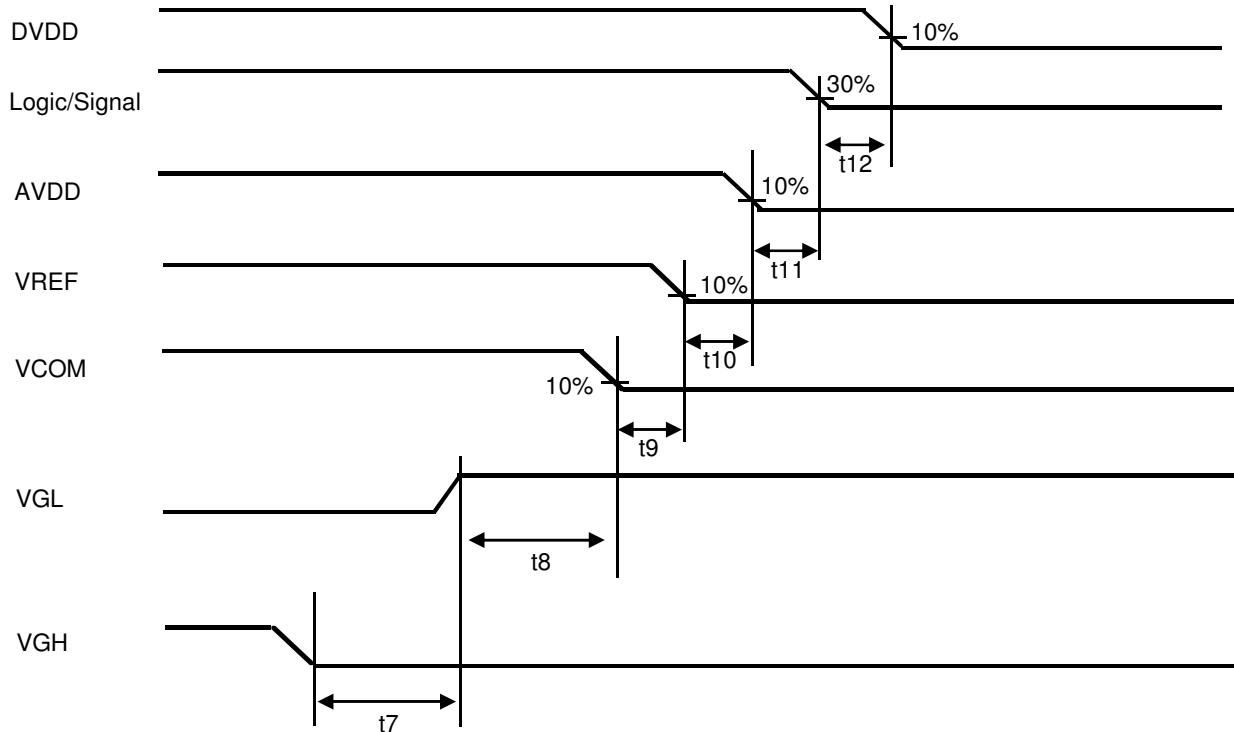 DVDD
10%
Logic/Signal
30%
t12
AVDD
10%
t11
VREF
10%
t10
VCOM
10%
t9
VGL
t8
VGH
t7